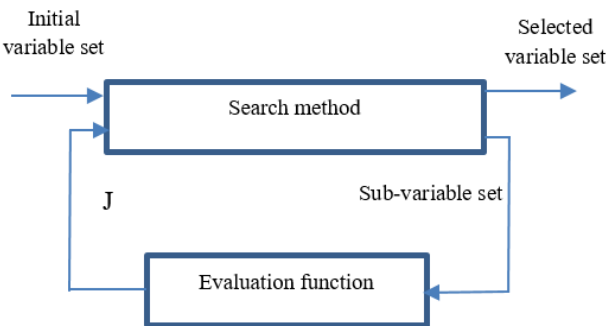 Initial
variable set
Selected
variable set
Search method
J
Sub-variable set
Evaluation function